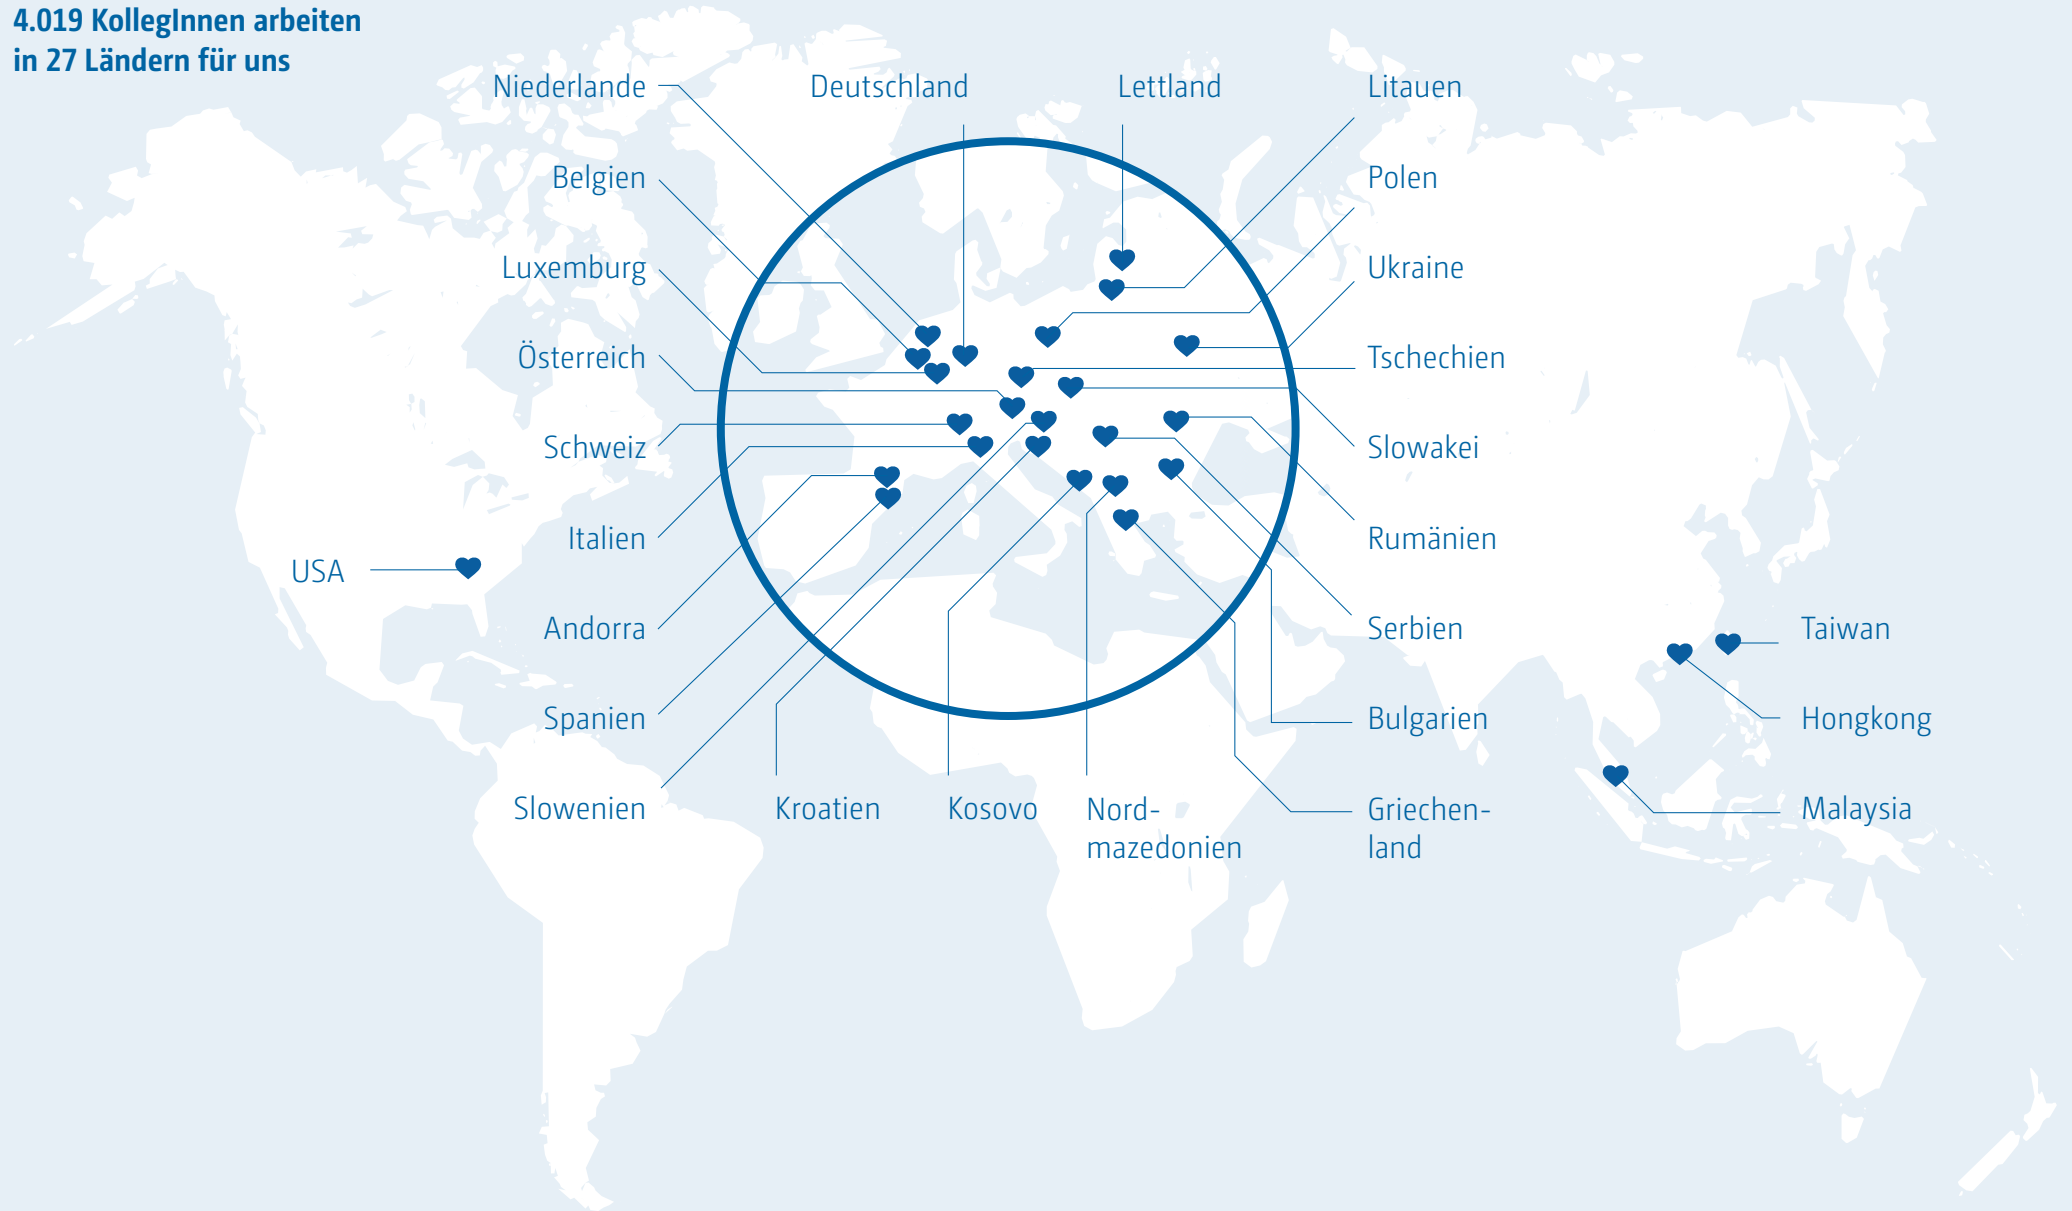 4.019 KollegInnen arbeiten
in 27 Ländern für uns
Niederlande
Deutschland
Lettland
Litauen
Belgien
Polen
Luxemburg
Ukraine
Österreich
Tschechien
Schweiz
Slowakei
Italien
Rumänien
USA
Andorra
Serbien
Taiwan
Spanien
Bulgarien
Hongkong
Slowenien
Kroatien
Kosovo
Nord-
mazedonien
Griechen-
land
Malaysia